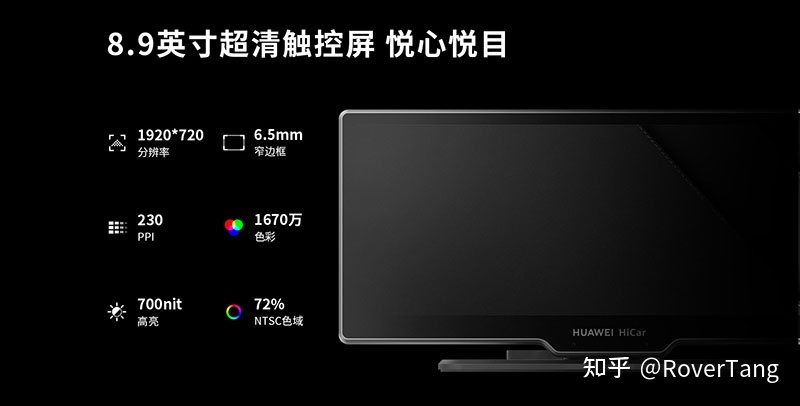 8.9英寸超清触控屏 悦心悦目
1920*720
分辨率
6.5mm
窄边框
230
PPI
1670万
色彩
700nit
高亮
72%
NTSC色域
HUAWEI HiCar
知乎 @RoverTang